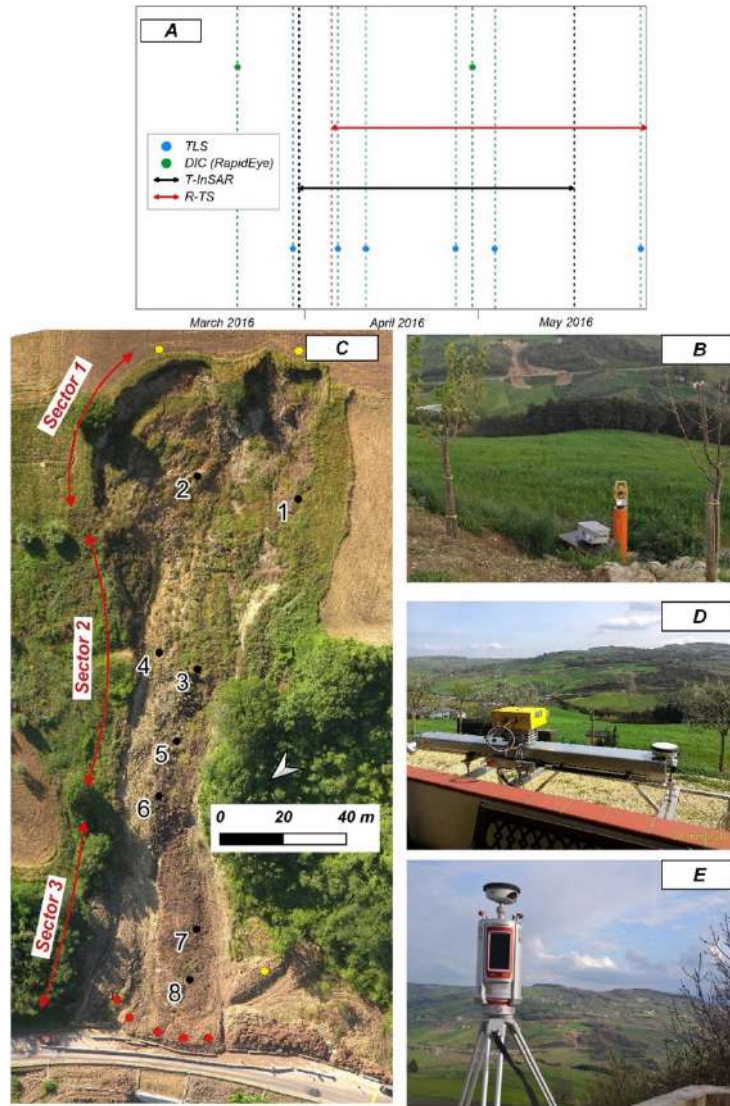 A
TLS
DIC (RapidEye)
T-InSAR
R-TS
March 2016
April 2016
May 2016
C
Sector 1
Sector 2
Sector 3
2
1
4
3
5
6
7
8
0 20 40 m
B
D
E